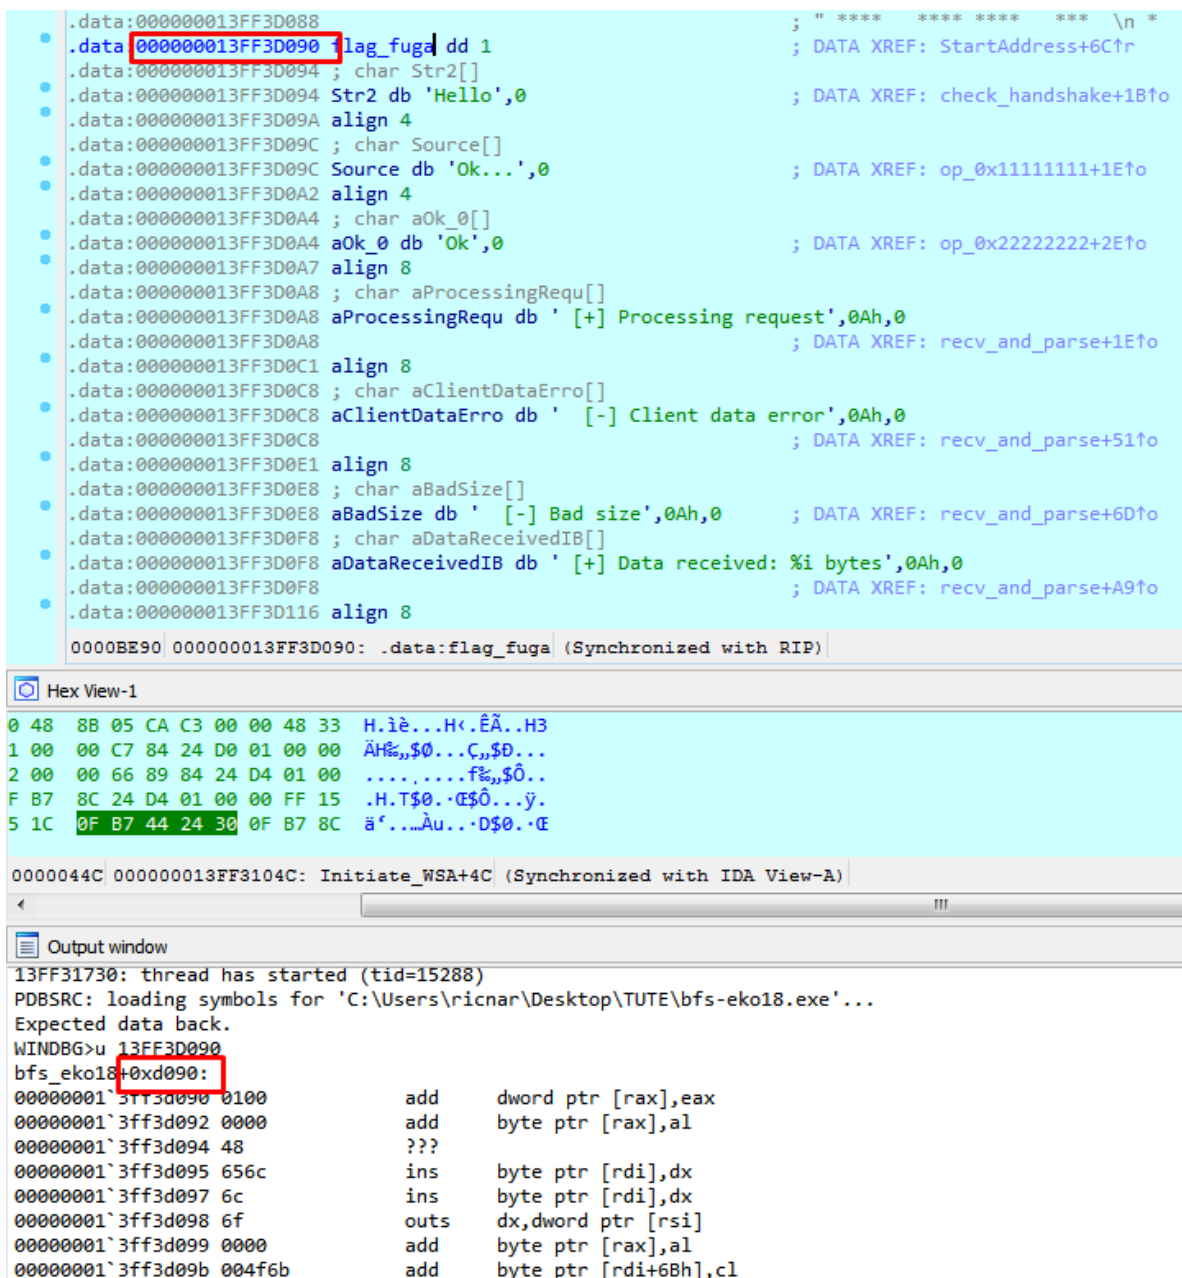 .data:000000013FF3D088 ; " ****   **** ****   ***  \n *
.data:000000013FF3D090 flag_fuga dd 1 ; DATA XREF: StartAddress+6C↑r
.data:000000013FF3D094 ; char Str2[]
.data:000000013FF3D094 Str2 db 'Hello',0 ; DATA XREF: check_handshake+1B↑o
.data:000000013FF3D09A align 4
.data:000000013FF3D09C ; char Source[]
.data:000000013FF3D09C Source db 'Ok...',0 ; DATA XREF: op_0x11111111+1E↑o
.data:000000013FF3D0A2 align 4
.data:000000013FF3D0A4 ; char aOk_0[]
.data:000000013FF3D0A4 aOk_0 db 'Ok',0 ; DATA XREF: op_0x22222222+2E↑o
.data:000000013FF3D0A7 align 8
.data:000000013FF3D0A8 ; char aProcessingRequ[]
.data:000000013FF3D0A8 aProcessingRequ db ' [+] Processing request',0Ah,0
.data:000000013FF3D0A8 ; DATA XREF: recv_and_parse+1E↑o
.data:000000013FF3D0C1 align 8
.data:000000013FF3D0C8 ; char aClientDataErro[]
.data:000000013FF3D0C8 aClientDataErro db '  [-] Client data error',0Ah,0
.data:000000013FF3D0C8 ; DATA XREF: recv_and_parse+51↑o
.data:000000013FF3D0E1 align 8
.data:000000013FF3D0E8 ; char aBadSize[]
.data:000000013FF3D0E8 aBadSize db '  [-] Bad size',0Ah,0 ; DATA XREF: recv_and_parse+6D↑o
.data:000000013FF3D0F8 ; char aDataReceivedIB[]
.data:000000013FF3D0F8 aDataReceivedIB db ' [+] Data received: %i bytes',0Ah,0
.data:000000013FF3D0F8 ; DATA XREF: recv_and_parse+A9↑o
.data:000000013FF3D116 align 8
0000BE90 000000013FF3D090: .data:flag_fuga (Synchronized with RIP)
Hex View-1
0 48  8B 05 CA C3 00 00 48 33  H.ìè...H‹.ÊÃ..H3
1 00  00 C7 84 24 D0 01 00 00  ÄH‰„$Ø...Ç„$Ð...
2 00  00 66 89 84 24 D4 01 00  ....‚....f‰„$Ô..
F B7  8C 24 D4 01 00 00 FF 15  .H.T$0.·Œ$Ô...ÿ.
5 1C  0F B7 44 24 30 0F B7 8C  ä‘..…Àu..·D$0.·Œ
0000044C 000000013FF3104C: Initiate_WSA+4C (Synchronized with IDA View-A)
Output window
13FF31730: thread has started (tid=15288)
PDBSRC: loading symbols for 'C:\Users\ricnar\Desktop\TUTE\bfs-eko18.exe'...
Expected data back.
WINDBG>u 13FF3D090
bfs_eko18+0xd090:
00000001`3ff3d090 0100 add dword ptr [rax],eax
00000001`3ff3d092 0000 add byte ptr [rax],al
00000001`3ff3d094 48 ???
00000001`3ff3d095 656c ins byte ptr [rdi],dx
00000001`3ff3d097 6c ins byte ptr [rdi],dx
00000001`3ff3d098 6f outs dx,dword ptr [rsi]
00000001`3ff3d099 0000 add byte ptr [rax],al
00000001`3ff3d09b 004f6b add byte ptr [rdi+6Bh],cl